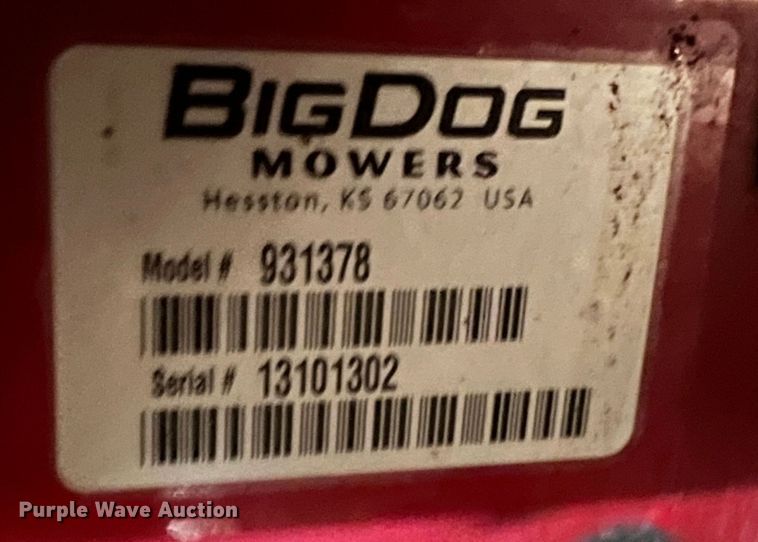 BIGDOG
MOWERS
Hesston, KS 67062 USA
Model # 931378
Serial # 13101302
Purple Wave Auction